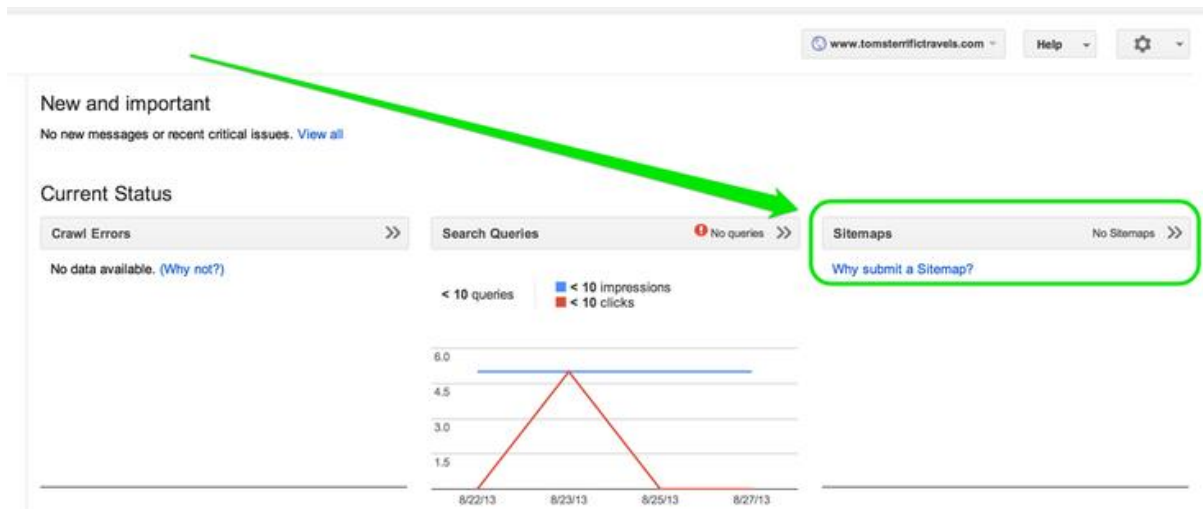 www.tomsterrifictravels.com
Help
New and important
No new messages or recent critical issues. View all
Current Status
Crawl Errors
No data available. (Why not?)
Search Queries
No queries
< 10 queries
< 10 impressions
< 10 clicks
6.0
4.5
3.0
1.5
8/22/13 8/23/13 8/25/13 8/27/13
Sitemaps
No Sitemaps
Why submit a Sitemap?